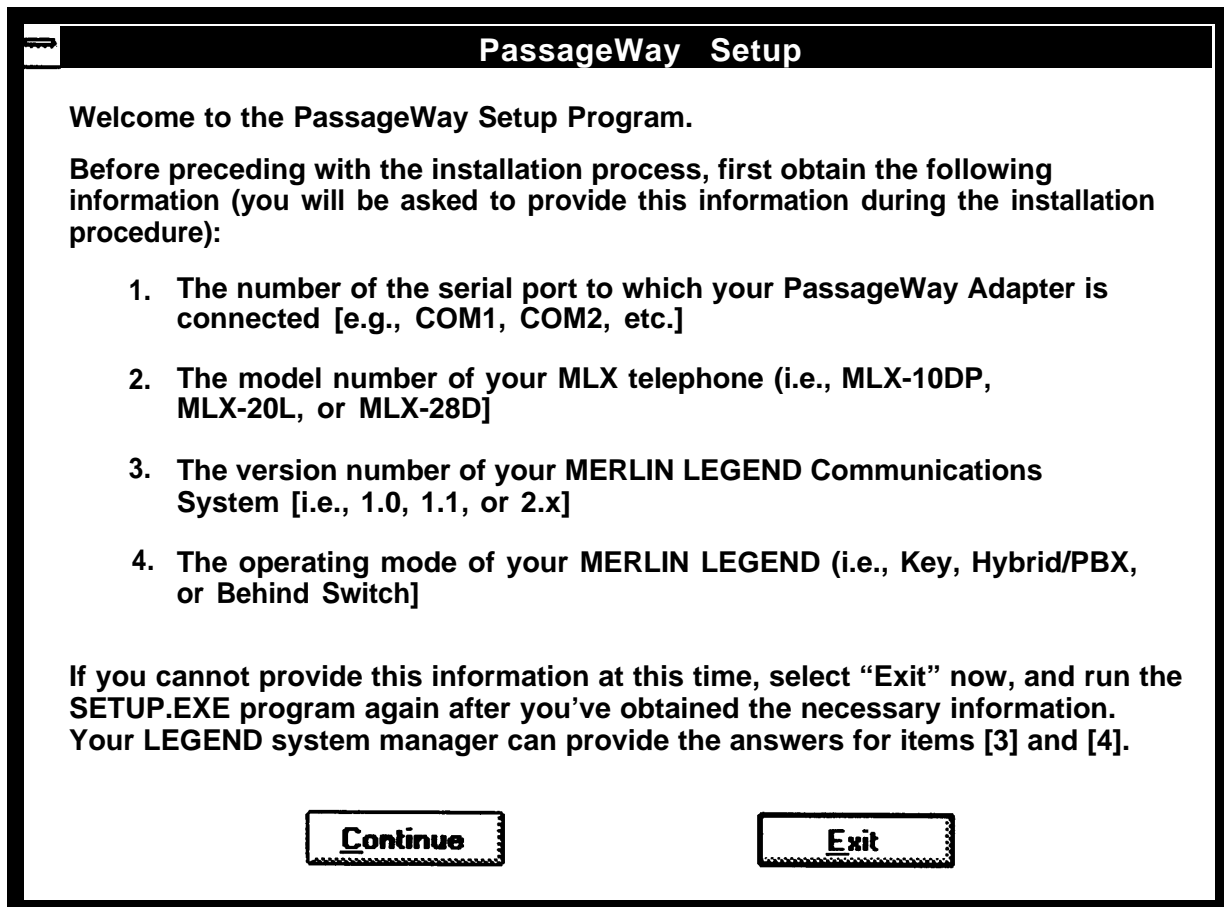 PassageWay Setup
Welcome to the PassageWay Setup Program.
Before preceding with the installation process, first obtain the following
information (you will be asked to provide this information during the installation
procedure):
1. The number of the serial port to which your PassageWay Adapter is
connected [e.g., COM1, COM2, etc.]
2. The model number of your MLX telephone (i.e., MLX-10DP,
MLX-20L, or MLX-28D]
3. The version number of your MERLIN LEGEND Communications
System [i.e., 1.0, 1.1, or 2.x]
4. The operating mode of your MERLIN LEGEND (i.e., Key, Hybrid/PBX,
or Behind Switch]
If you cannot provide this information at this time, select “Exit” now, and run the
SETUP.EXE program again after you’ve obtained the necessary information.
Your LEGEND system manager can provide the answers for items [3] and [4].
Continue Exit